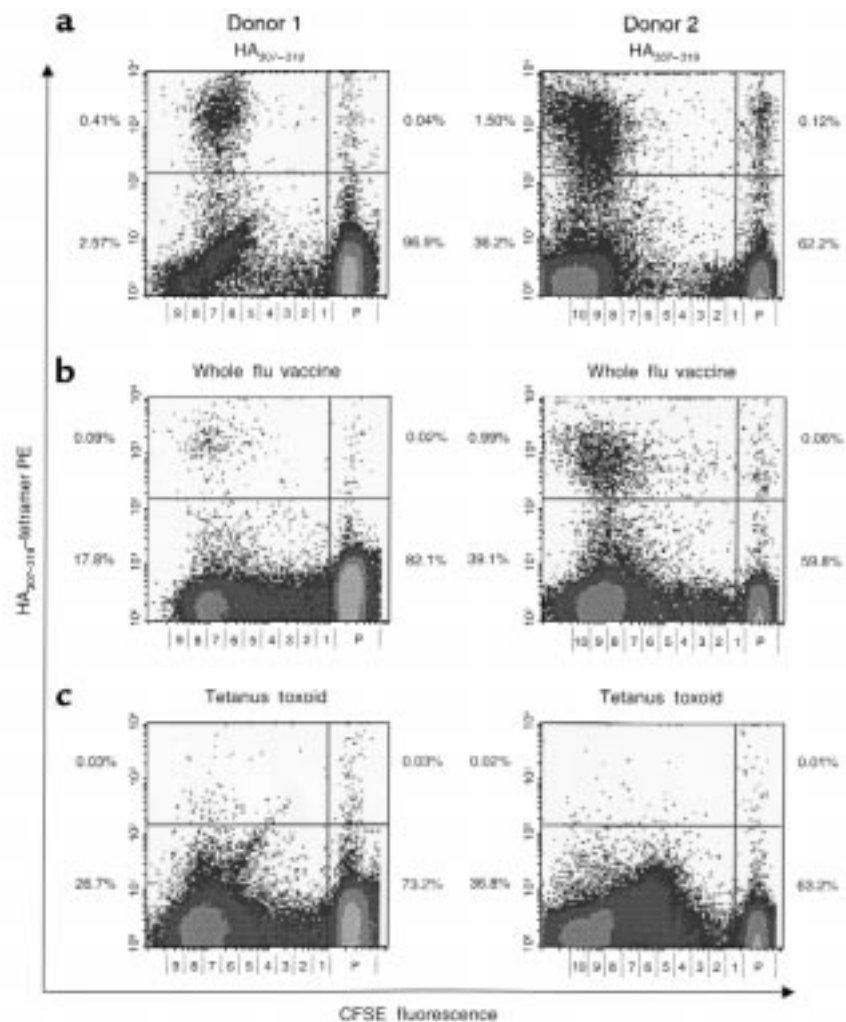 a
Donor 1
Donor 2
HA307–319
HA307–319
0.41%
0.04%
1.50%
0.12%
2.57%
96.9%
36.2%
62.2%
9 8 7 6 5 4 3 2 1 P
10 9 8 7 6 5 4 3 2 1 P
b
Whole flu vaccine
Whole flu vaccine
0.09%
0.02%
0.99%
0.06%
17.8%
82.1%
39.1%
59.8%
9 8 7 6 5 4 3 2 1 P
10 9 8 7 6 5 4 3 2 1 P
c
Tetanus toxoid
Tetanus toxoid
0.03%
0.03%
0.02%
0.01%
26.7%
73.2%
36.8%
63.2%
9 8 7 6 5 4 3 2 1 P
10 9 8 7 6 5 4 3 2 1 P
HA307–319–tetramer PE
CFSE fluorescence